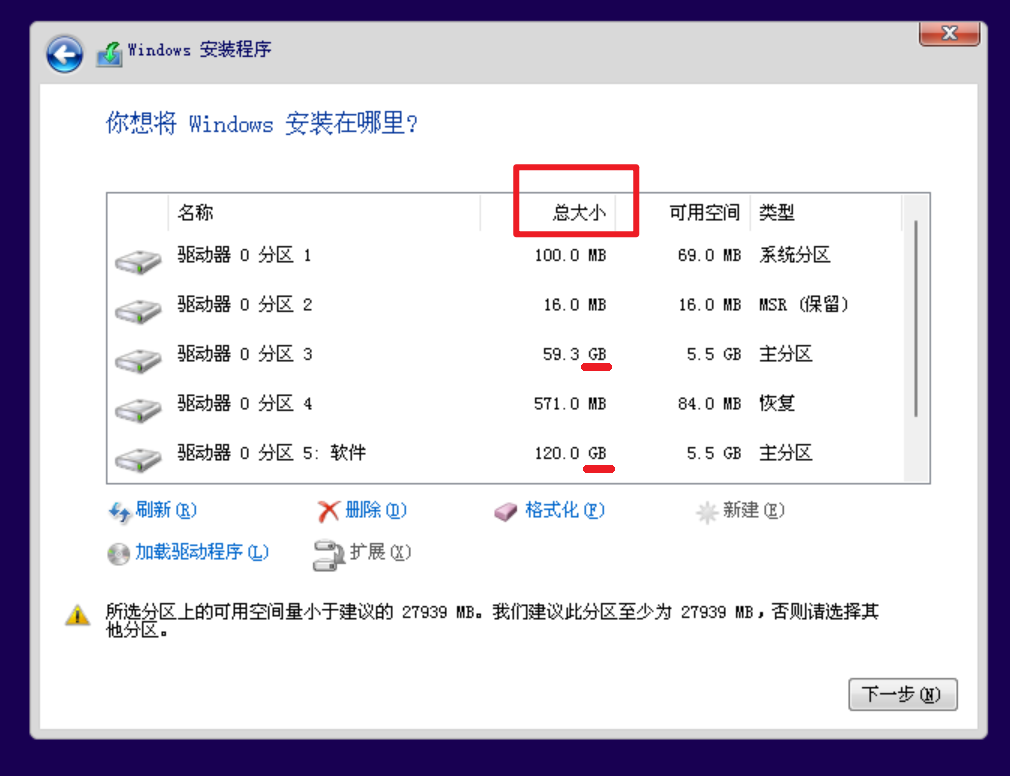 Windows 安装程序
你想将 Windows 安装在哪里?
名称 总大小 可用空间 类型
驱动器 0 分区 1 100.0 MB 69.0 MB 系统分区
驱动器 0 分区 2 16.0 MB 16.0 MB MSR (保留)
驱动器 0 分区 3 59.3 GB 5.5 GB 主分区
驱动器 0 分区 4 571.0 MB 84.0 MB 恢复
驱动器 0 分区 5: 软件 120.0 GB 5.5 GB 主分区
刷新(R) 删除(D) 格式化(F) 新建(E)
加载驱动程序(L) 扩展(X)
所选分区上的可用空间量小于建议的 27939 MB。我们建议此分区至少为 27939 MB，否则请选择其
他分区。
下一步(N)